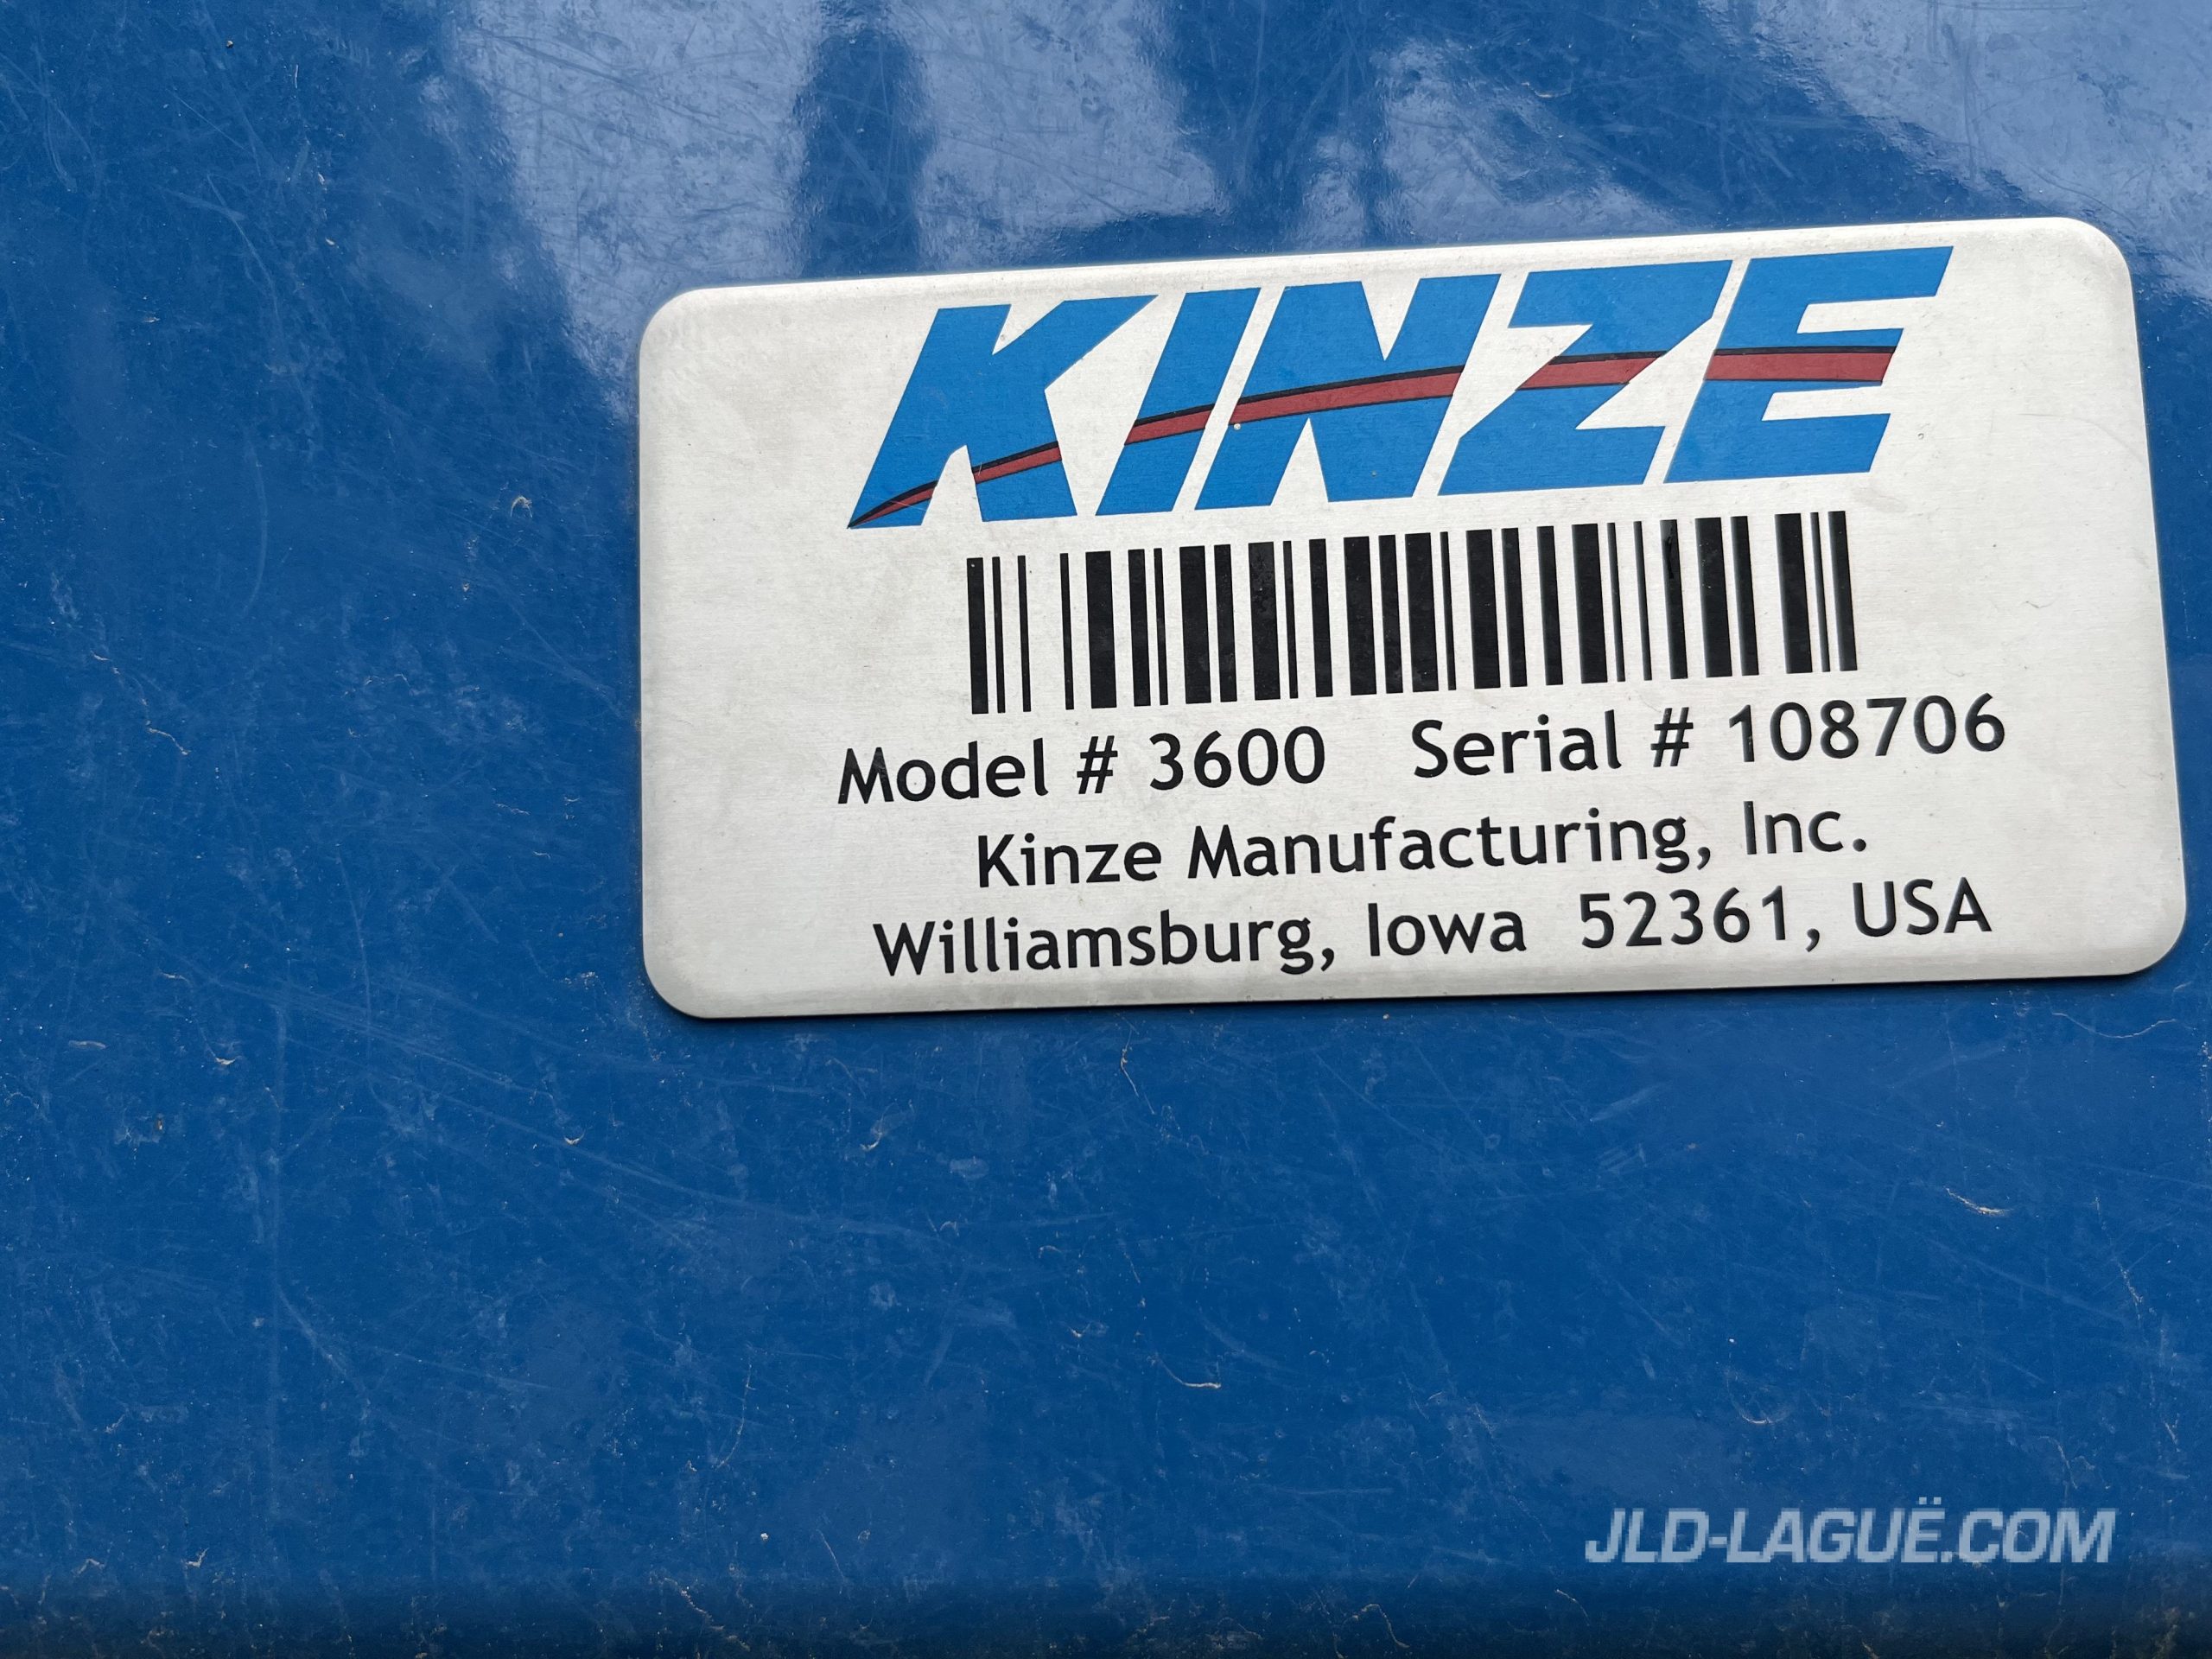 KINZE
Model # 3600 Serial # 108706
Kinze Manufacturing, Inc.
Williamsburg, Iowa 52361, USA
JLD-LAGUË.COM